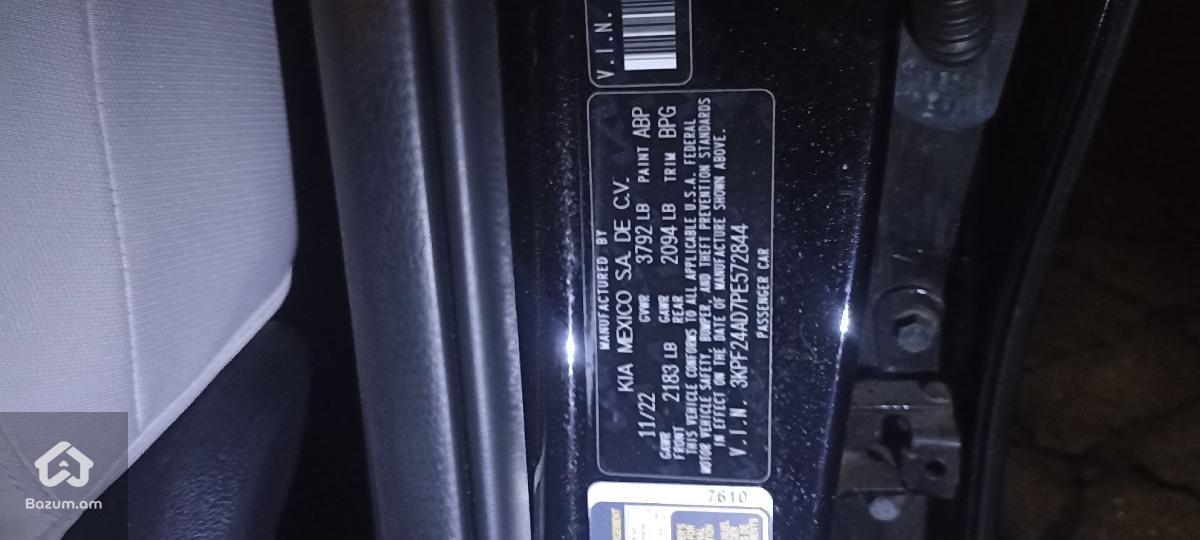 V.I.N.
MANUFACTURED BY
KIA MEXICO S.A. DE C.V.
11/22 GVWR 3792 LB PAINT ABP
GAWR FRONT 2183 LB GAWR REAR 2094 LB TRIM BPG
THIS VEHICLE CONFORMS TO ALL APPLICABLE U.S.A. FEDERAL
MOTOR VEHICLE SAFETY, BUMPER, AND THEFT PREVENTION STANDARDS
IN EFFECT ON THE DATE OF MANUFACTURE SHOWN ABOVE.
V.I.N. 3KPF24AD7PE572844
PASSENGER CAR
7610
Bazum.am